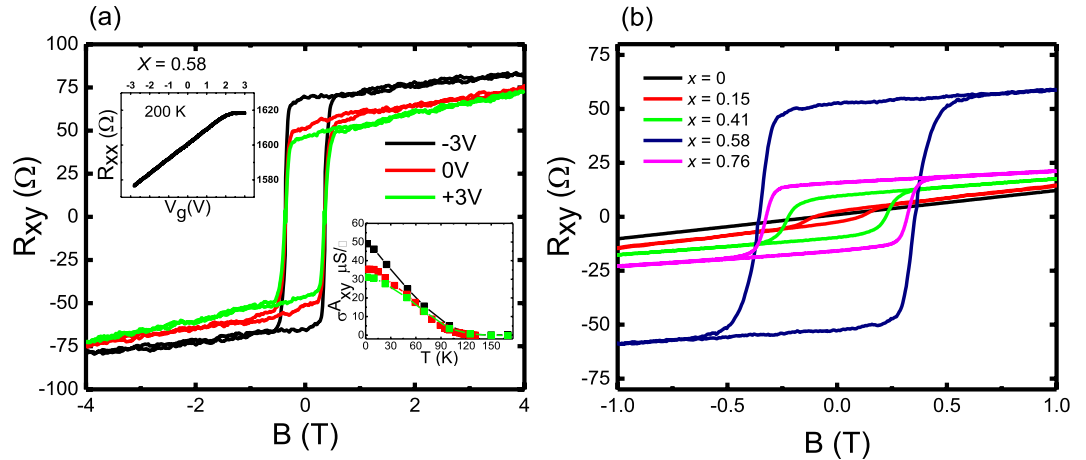 (a)
X = 0.58
-3 -2 -1 0 1 2 3
200 K
1620
1600
1580
Rxx (Ω)
Vg(V)
-3V
0V
+3V
60
50
40
30
20
10
0
σAxy μS/□
0 30 60 90 120 150
T (K)
100
75
50
25
0
-25
-50
-75
-100
Rxy (Ω)
-4 -2 0 2 4
B (T)
(b)
x = 0
x = 0.15
x = 0.41
x = 0.58
x = 0.76
75
50
25
0
-25
-50
-75
Rxy (Ω)
-1.0 -0.5 0.0 0.5 1.0
B (T)